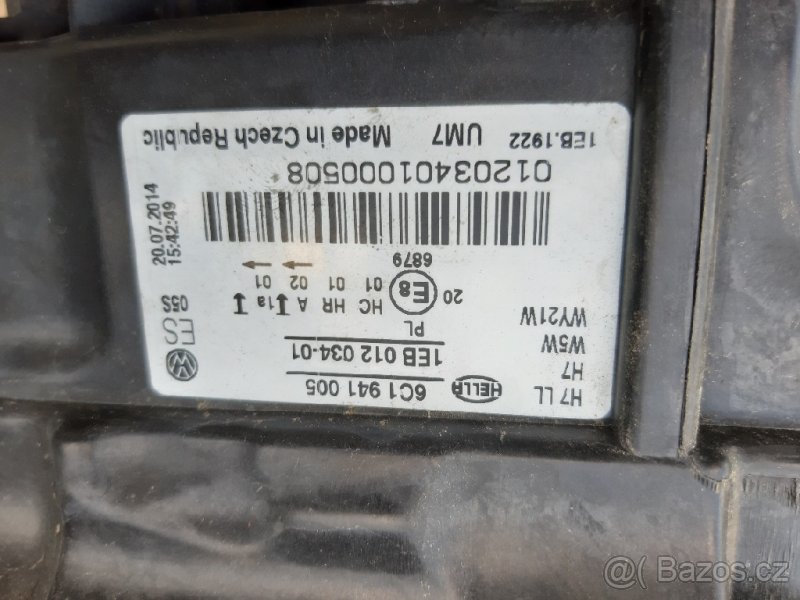 H7 LL
H7
W5W
WY21W
HELLA
6C1 941 005
1EB 012 034-01
ES
05S
PL
20
E8
HC HR A 1a
01 01 02 01
6879
20.07.2014
15:42:49
01203401000508
1EB.1922 UM7 Made in Czech Republic
Bazoš.cz